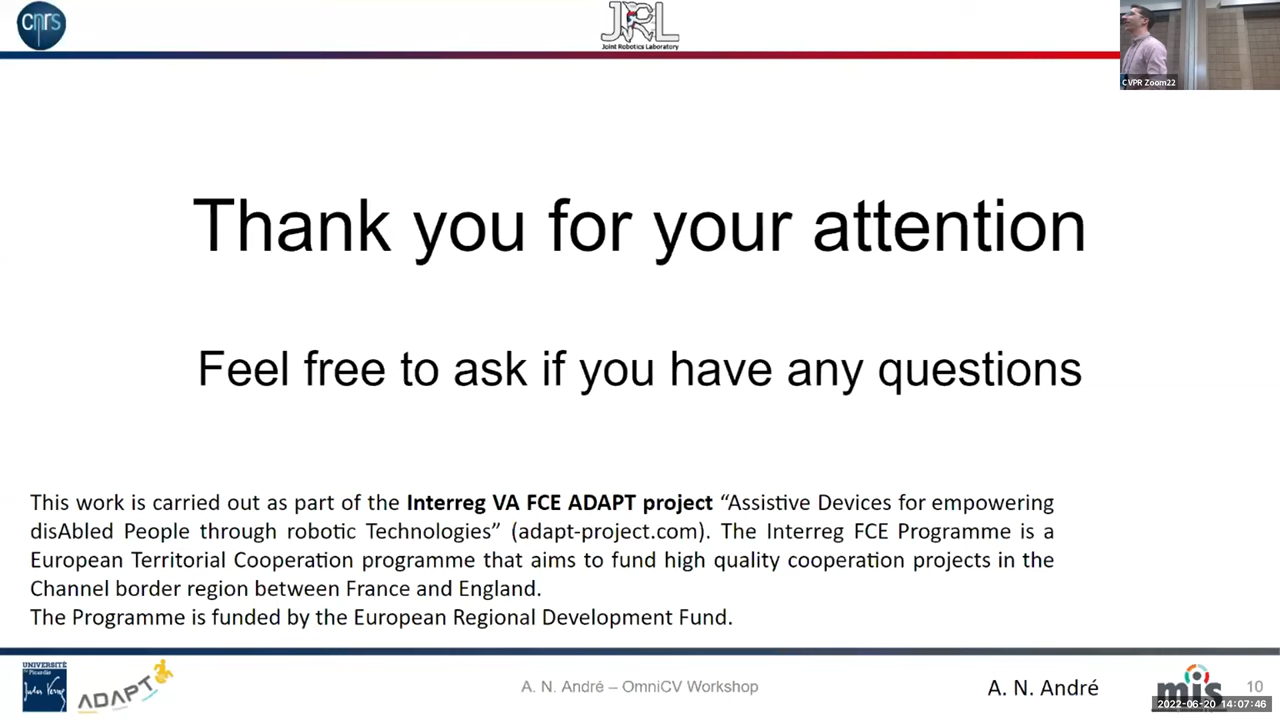 cnrs
JRL
Joint Robotics Laboratory
CVPR Zoom22
Thank you for your attention
Feel free to ask if you have any questions
This work is carried out as part of the Interreg VA FCE ADAPT project “Assistive Devices for empowering
disAbled People through robotic Technologies” (adapt-project.com). The Interreg FCE Programme is a
European Territorial Cooperation programme that aims to fund high quality cooperation projects in the
Channel border region between France and England.
The Programme is funded by the European Regional Development Fund.
UNIVERSITÉ
de Picardie
Jules Verne
ADAPT
A. N. André – OmniCV Workshop
A. N. André
mis
10
2022-06-20 14:07:46